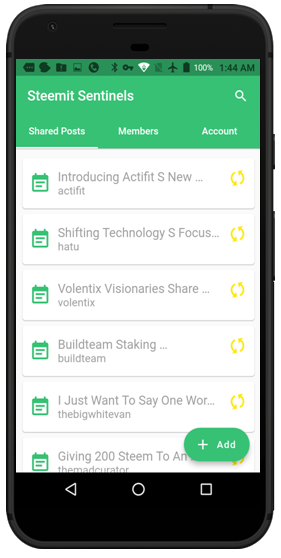 100% 1:44 AM
Steemit Sentinels
Shared Posts Members Account
Introducing Actifit S New ...
actifit
Shifting Technology S Focus...
hatu
Volentix Visionaries Share ...
volentix
Buildteam Staking ...
buildteam
I Just Want To Say One Wor...
thebigwhitevan
Giving 200 Steem To An
themadcurator
+ Add